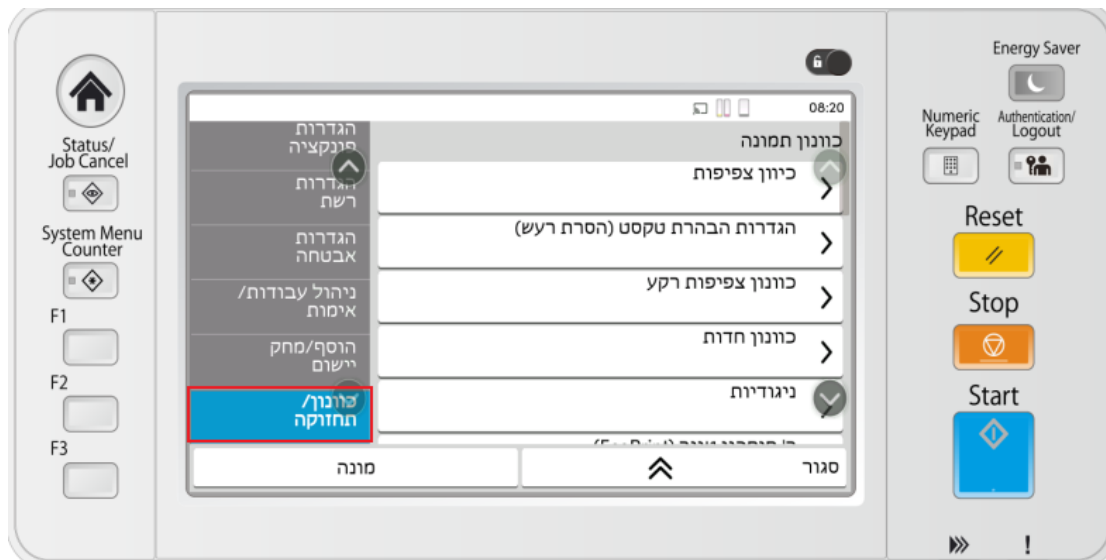 Energy Saver
Numeric
Keypad
Authentication/
Logout
Status/
Job Cancel
System Menu
Counter
F1
F2
F3
Reset
Stop
Start
08:20
כוונון תמונה
הגדרות
פונקציה
הגדרות
רשת
הגדרות
אבטחה
ניהול עבודות/
אימות
הוסף/מחק
יישום
כוונון/
תחזוקה
כיוון צפיפות
הגדרות הבהרת טקסט (הסרת רעש)
כוונון צפיפות רקע
כוונון חדות
ניגודיות
מונה
סגור